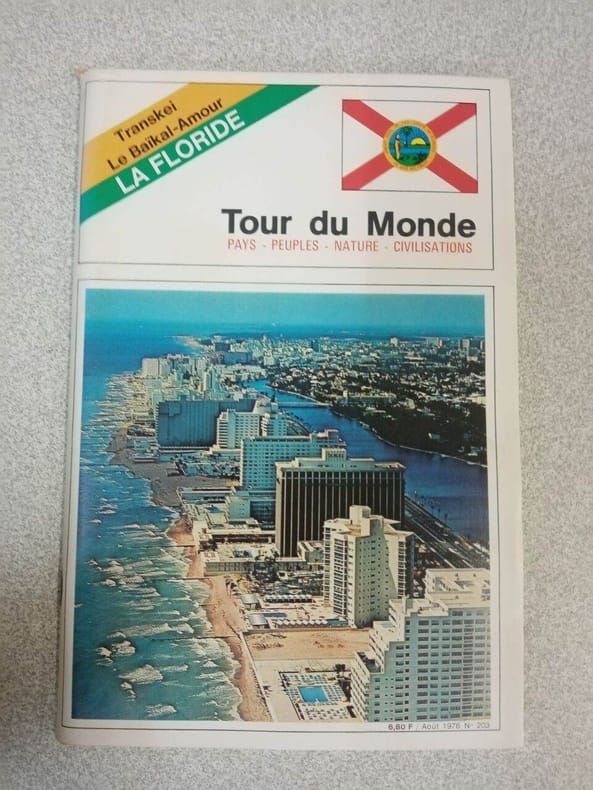 Transkei
Le Baïkal-Amour
LA FLORIDE
Tour du Monde
PAYS - PEUPLES - NATURE - CIVILISATIONS
6,80 F / Août 1976 N° 203